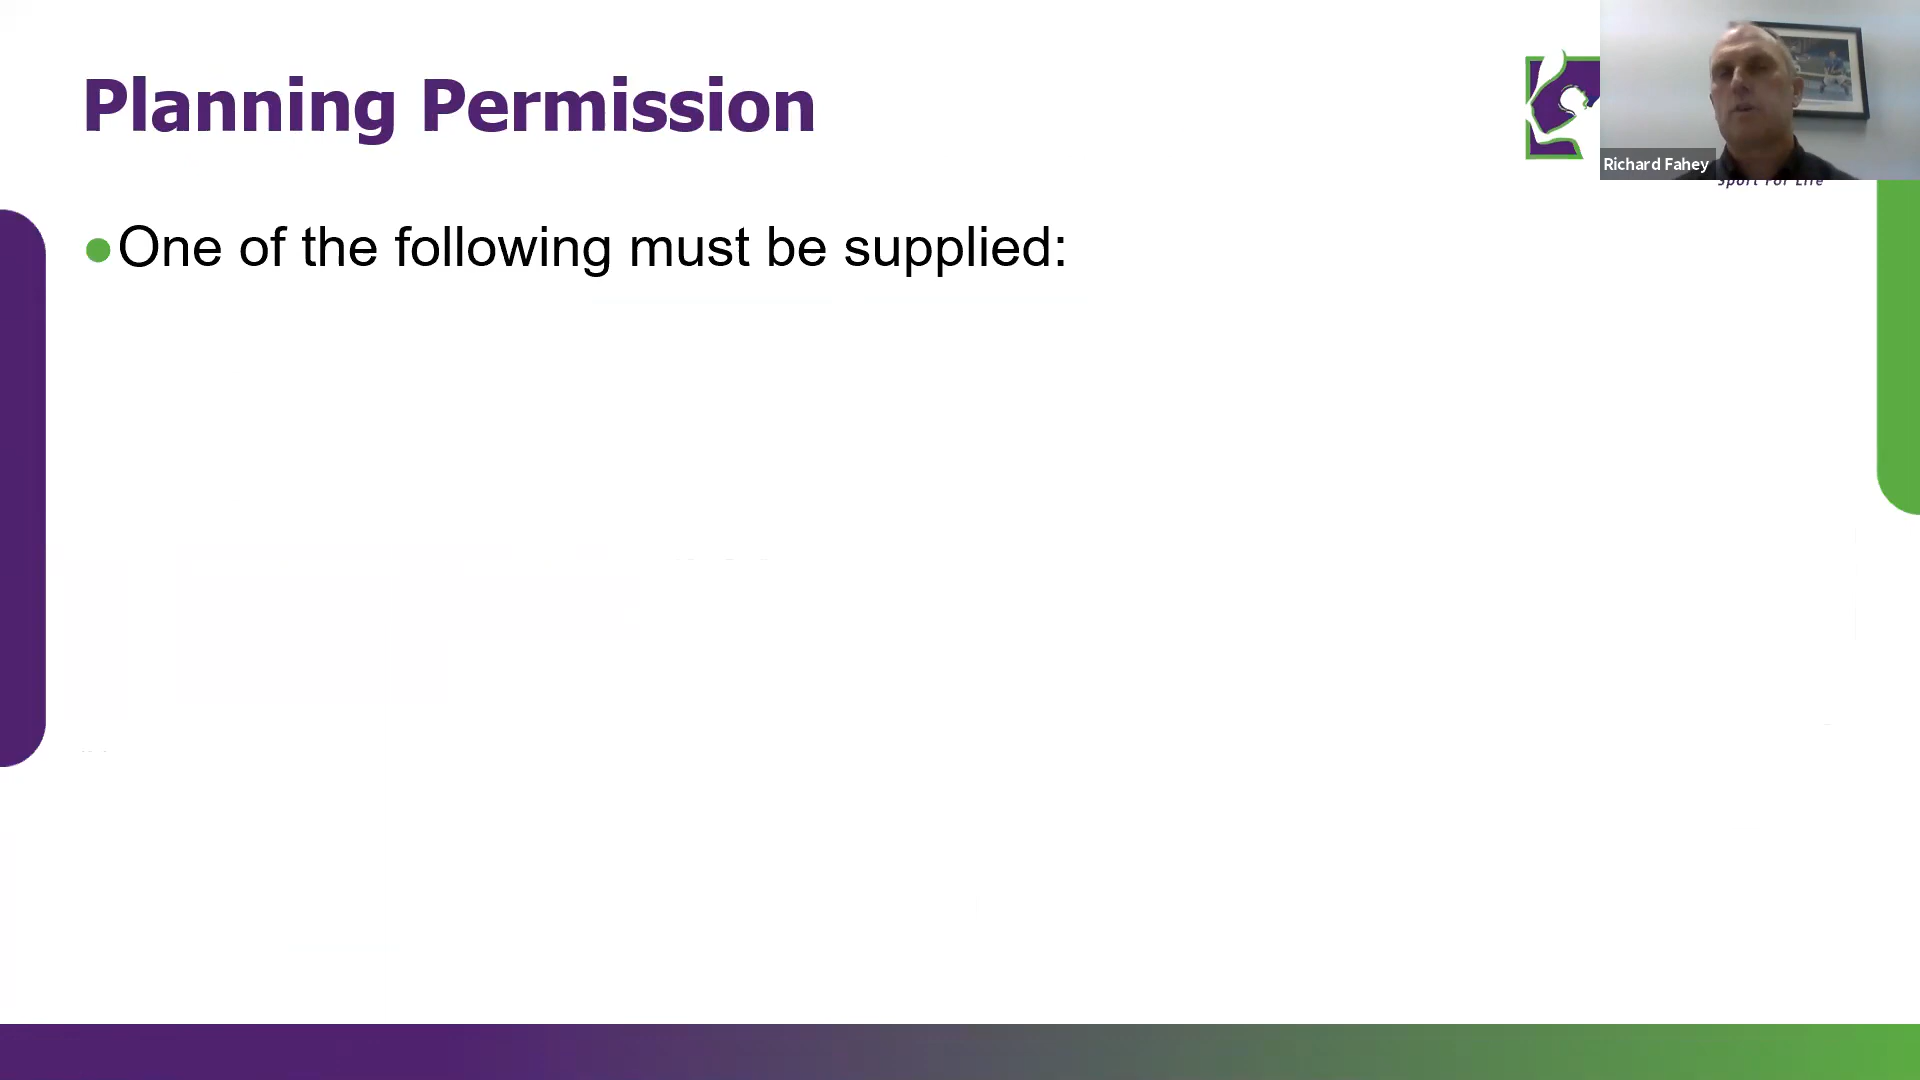 Planning Permission
One of the following must be supplied:
Richard Fahey
Sport For Life